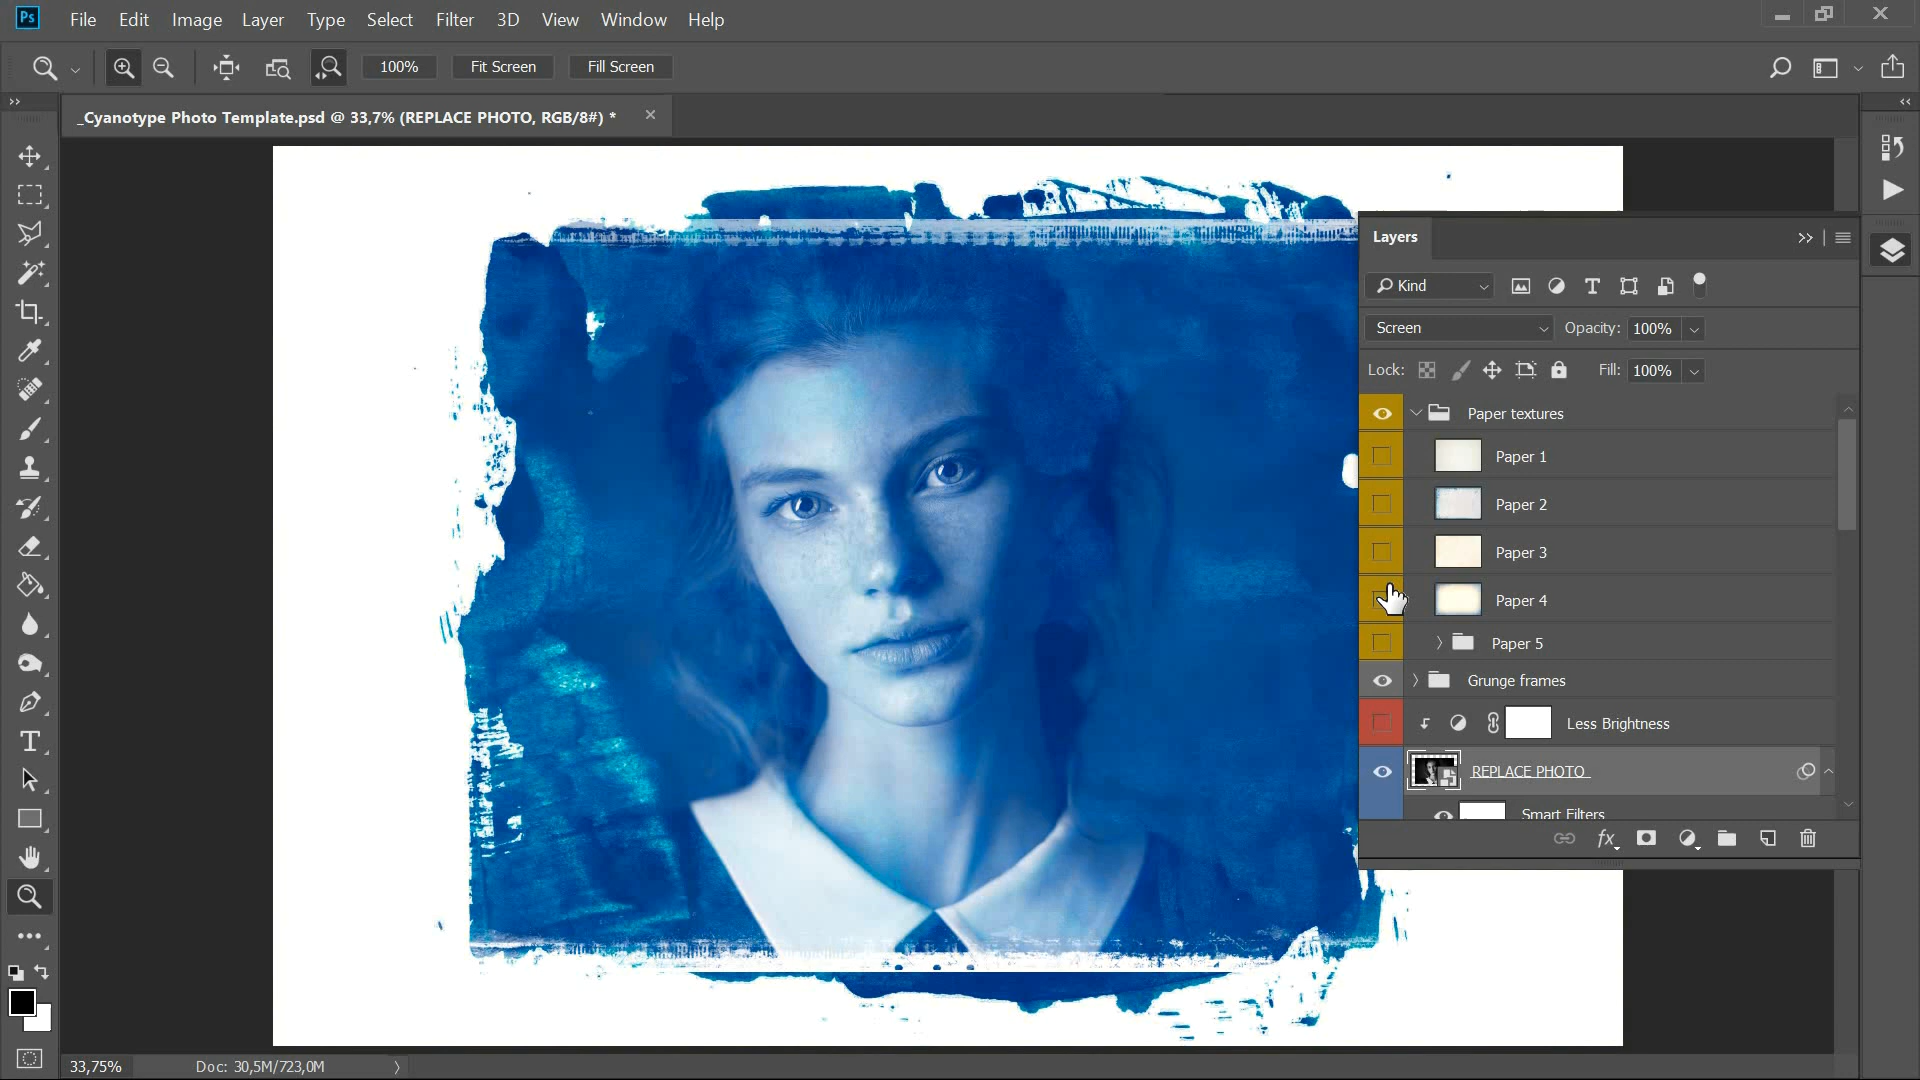 Ps File Edit Image Layer Type Select Filter 3D View Window Help
100% Fit Screen Fill Screen
_Cyanotype Photo Template.psd @ 33,7% (REPLACE PHOTO, RGB/8#) *
Layers
Kind
Screen Opacity: 100%
Lock: Fill: 100%
Paper textures
Paper 1
Paper 2
Paper 3
Paper 4
Paper 5
Grunge frames
Less Brightness
REPLACE PHOTO
Smart Filters
fx
33,75% Doc: 30,5M/723,0M